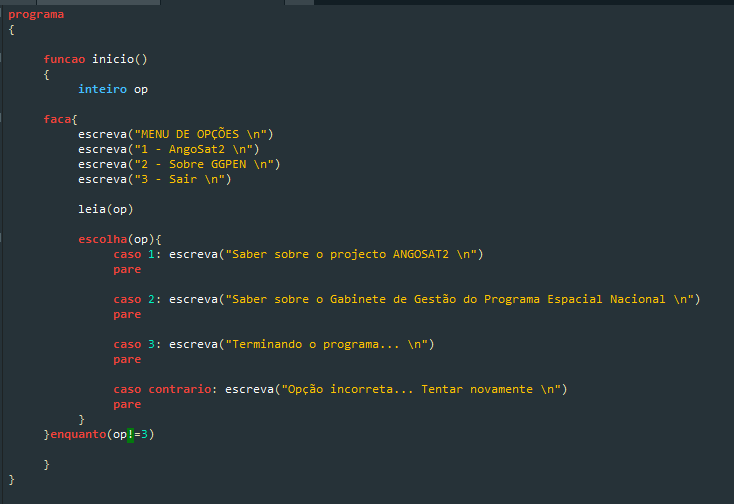 programa
{
funcao inicio()
{
inteiro op
faca{
escreva("MENU DE OPÇÕES \n")
escreva("1 - AngoSat2 \n")
escreva("2 - Sobre GGPEN \n")
escreva("3 - Sair \n")
leia(op)
escolha(op){
caso 1: escreva("Saber sobre o projecto ANGOSAT2 \n")
pare
caso 2: escreva("Saber sobre o Gabinete de Gestão do Programa Espacial Nacional \n")
pare
caso 3: escreva("Terminando o programa... \n")
pare
caso contrario: escreva("Opção incorreta... Tentar novamente \n")
pare
}
}enquanto(op!=3)
}
}